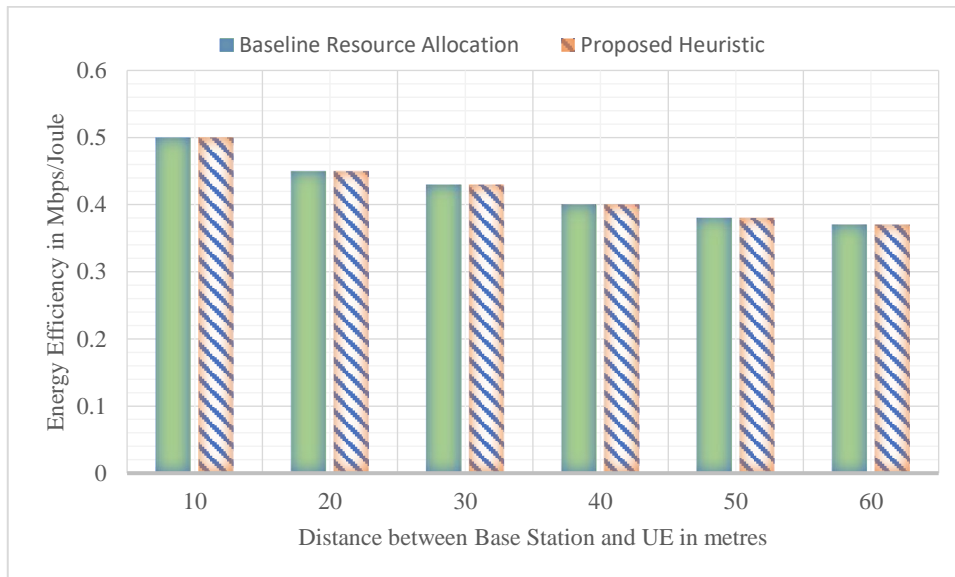 Baseline Resource Allocation Proposed Heuristic
0.6
0.5
0.4
0.3
0.2
0.1
0
Energy Efficiency in Mbps/Joule
10 20 30 40 50 60
Distance between Base Station and UE in metres